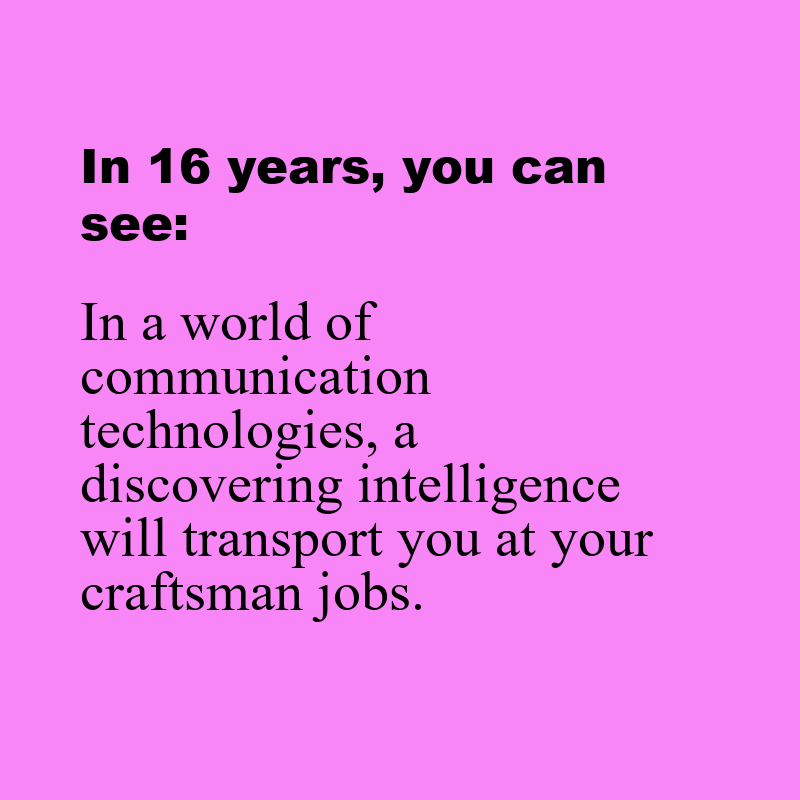 In 16 years, you can
see:
In a world of
communication
technologies, a
discovering intelligence
will transport you at your
craftsman jobs.